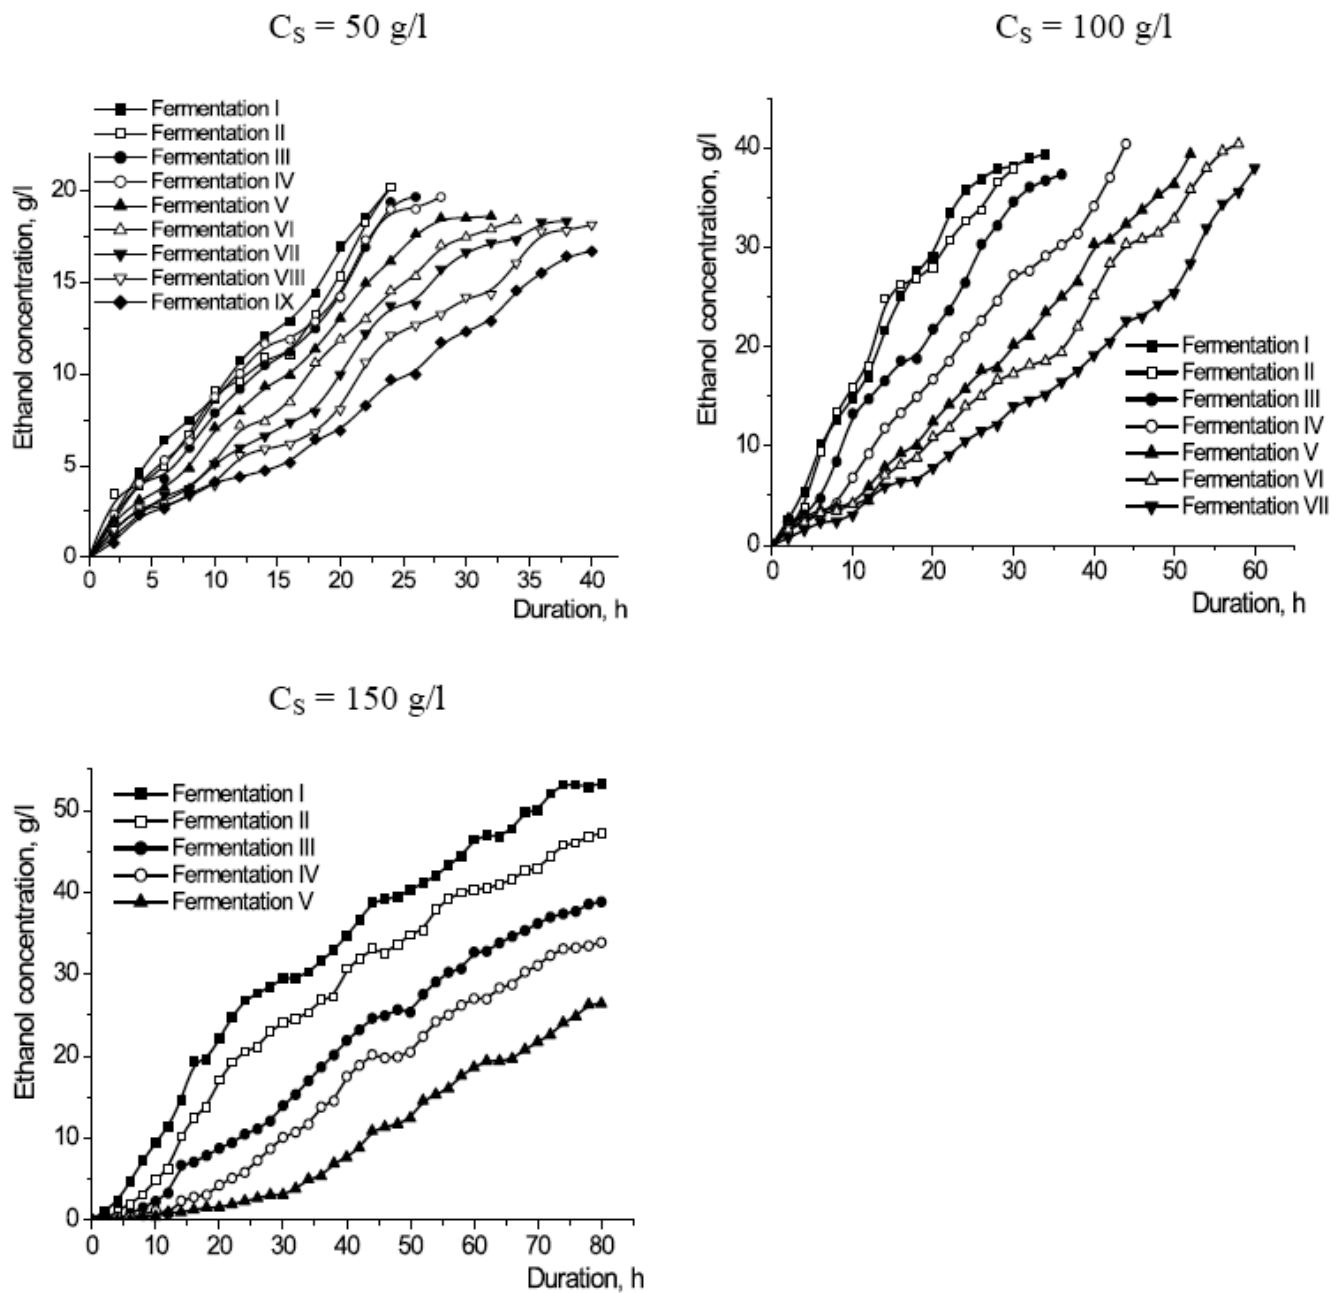 C_S = 50 g/l
Fermentation I
Fermentation II
Fermentation III
Fermentation IV
Fermentation V
Fermentation VI
Fermentation VII
Fermentation VIII
Fermentation IX
Ethanol concentration, g/l
20
15
10
5
0
0 5 10 15 20 25 30 35 40
Duration, h
C_S = 100 g/l
Ethanol concentration, g/l
40
30
20
10
0
Fermentation I
Fermentation II
Fermentation III
Fermentation IV
Fermentation V
Fermentation VI
Fermentation VII
0 10 20 30 40 50 60
Duration, h
C_S = 150 g/l
Fermentation I
Fermentation II
Fermentation III
Fermentation IV
Fermentation V
Ethanol concentration, g/l
50
40
30
20
10
0
0 10 20 30 40 50 60 70 80
Duration, h